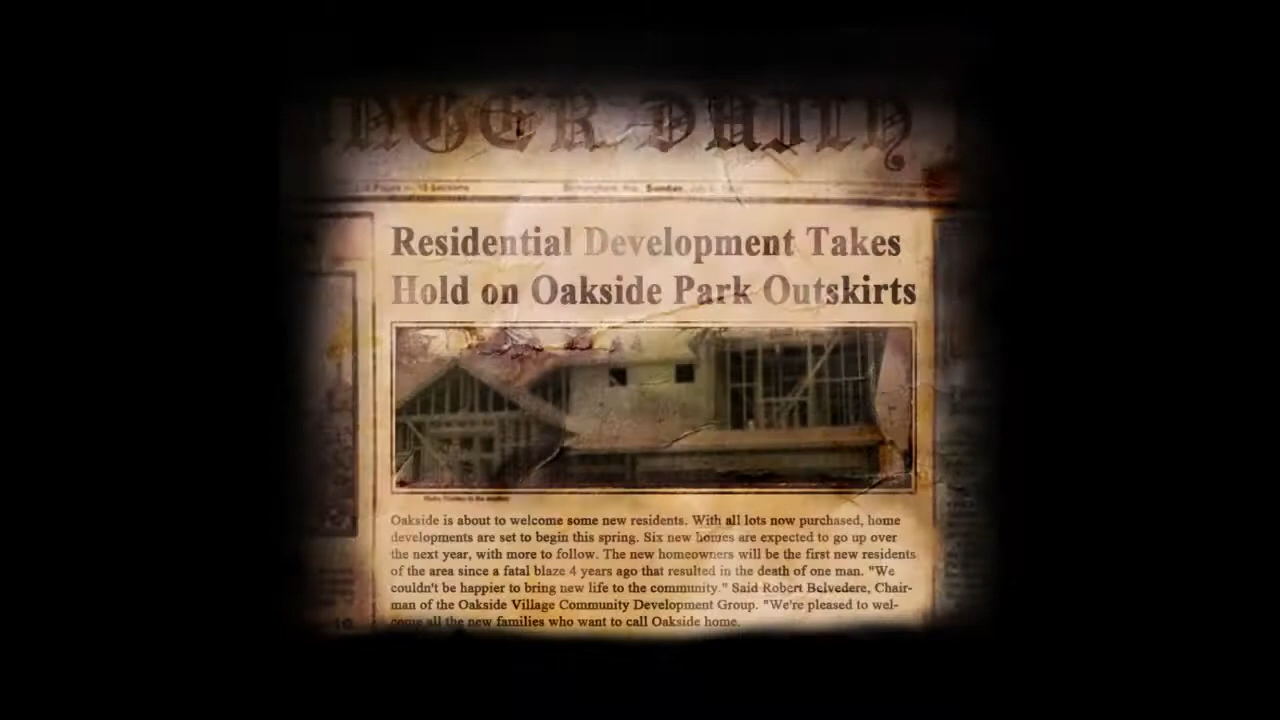 DAILY
Sunday,
Residential Development Takes
Hold on Oakside Park Outskirts
Oakside is about to welcome some new residents. With all lots now purchased, home
developments are set to begin this spring. Six new homes are expected to go up over
the next year, with more to follow. The new homeowners will be the first new residents
of the area since a fatal blaze 4 years ago that resulted in the death of one man. "We
couldn't be happier to bring new life to the community." Said Robert Belvedere, Chair-
man of the Oakside Village Community Development Group. "We're pleased to wel-
come all the new families who want to call Oakside home.